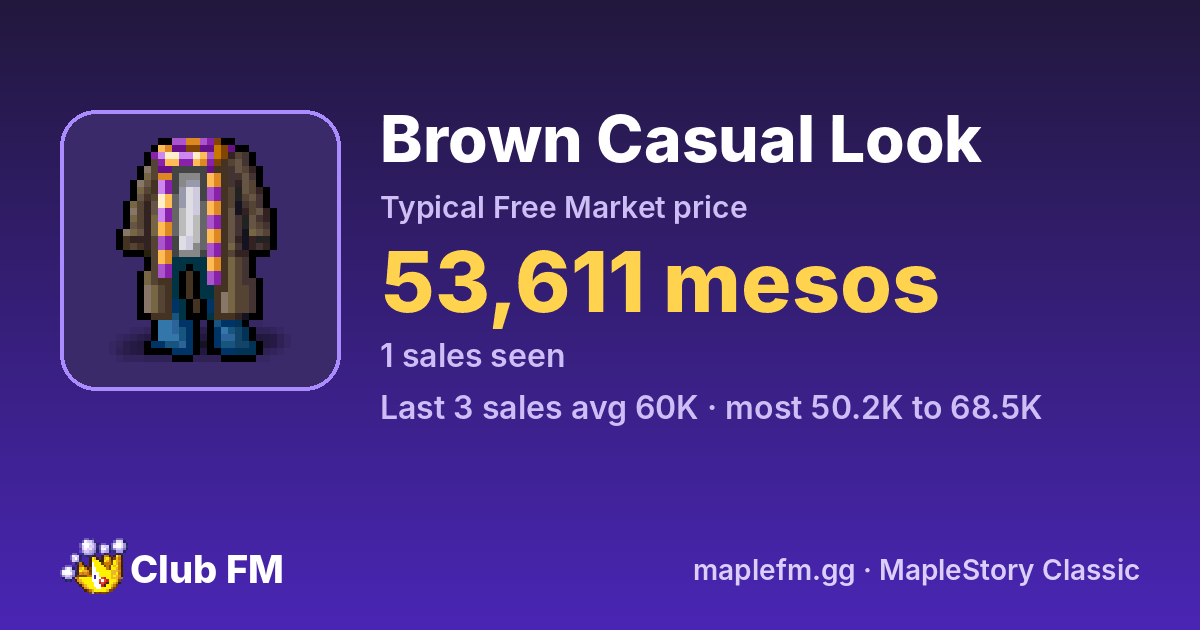 Brown Casual Look
Typical Free Market price
53,611 mesos
1 sales seen
Last 3 sales avg 60K · most 50.2K to 68.5K
Club FM
maplefm.gg · MapleStory Classic